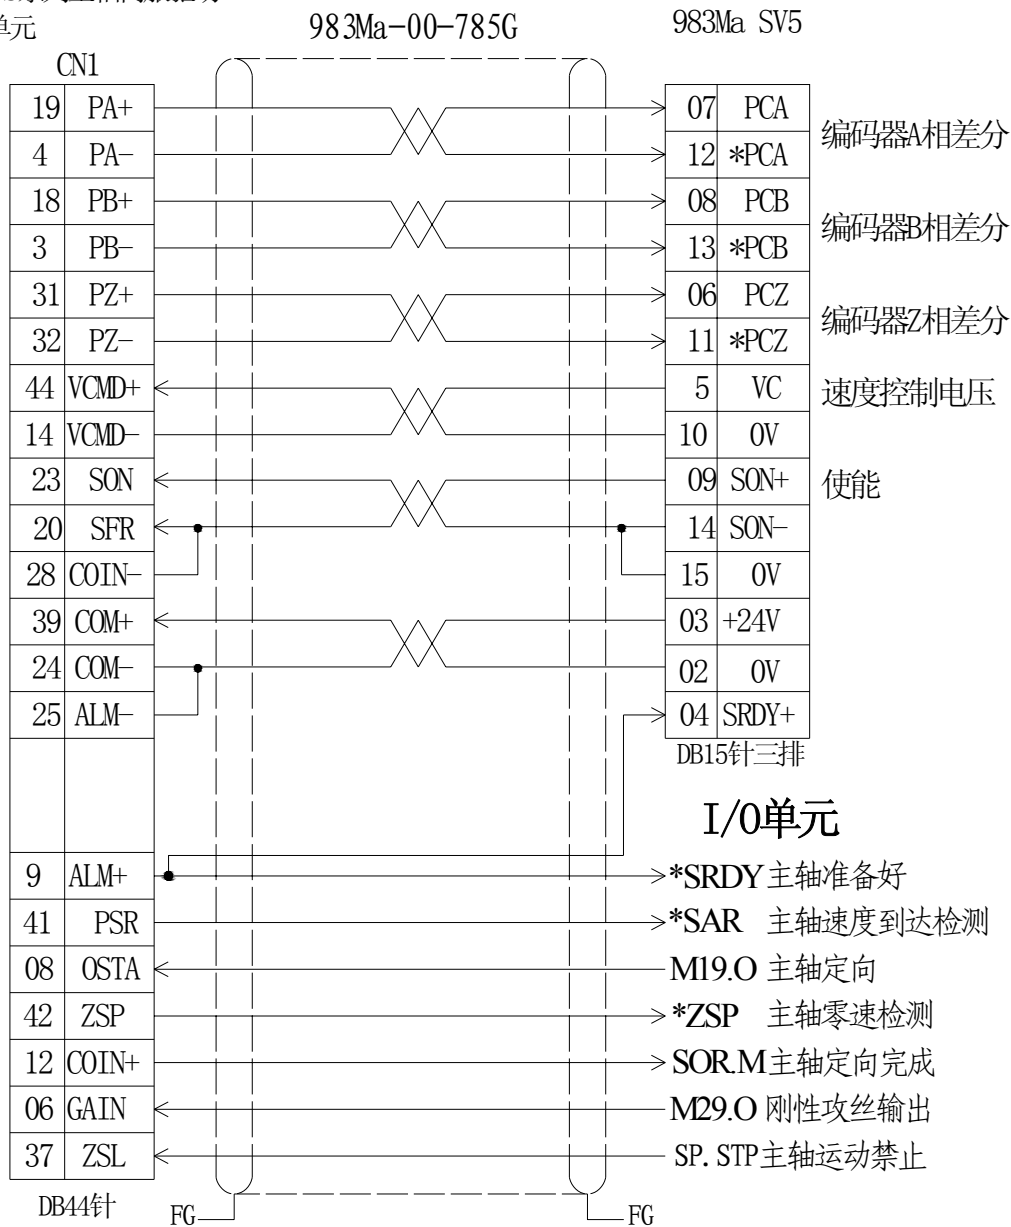 单元
983Ma-00-785G
983Ma SV5
CN1
19 PA+
07 PCA
编码器A相差分
4 PA-
12 *PCA
18 PB+
08 PCB
编码器B相差分
3 PB-
13 *PCB
31 PZ+
06 PCZ
编码器Z相差分
32 PZ-
11 *PCZ
44 VCMD+
5 VC
速度控制电压
14 VCMD-
10 0V
23 SON
09 SON+
使能
20 SFR
14 SON-
28 COIN-
15 0V
39 COM+
03 +24V
24 COM-
02 0V
25 ALM-
04 SRDY+
DB15针三排
I/O单元
9 ALM+
*SRDY主轴准备好
41 PSR
*SAR 主轴速度到达检测
08 OSTA
M19.O 主轴定向
42 ZSP
*ZSP 主轴零速检测
12 COIN+
SOR.M主轴定向完成
06 GAIN
M29.O 刚性攻丝输出
37 ZSL
SP.STP主轴运动禁止
DB44针
FG
FG